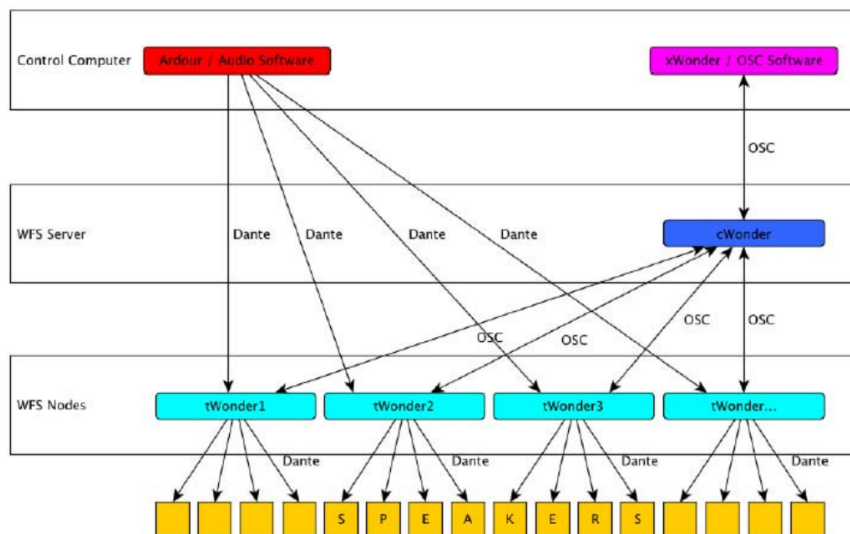 Control Computer
Ardour / Audio Software
xWonder / OSC Software
OSC
WFS Server
Dante
Dante
Dante
Dante
cWonder
OSC
OSC
OSC
OSC
WFS Nodes
tWonder1
tWonder2
tWonder3
tWonder...
Dante
Dante
Dante
Dante
S P E A K E R S